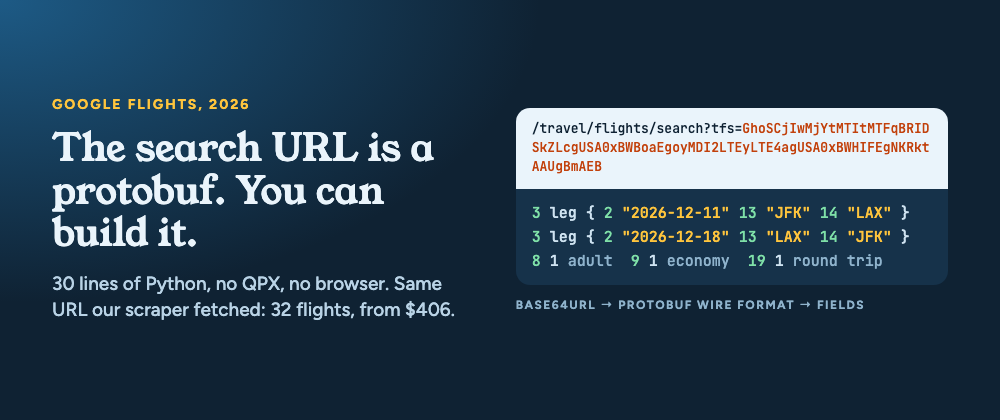 GOOGLE FLIGHTS, 2026
The search URL is a
protobuf. You can
build it.
30 lines of Python, no QPX, no browser. Same
URL our scraper fetched: 32 flights, from $406.
/travel/flights/search?tfs=GhoSCjIwMjYtMTItMTFqBRID
SkZLcgUSA0xBWBoaEgoyMDI2LTEyLTE4agUSA0xBWHIFEgNKRkt
AAUgBmAEB
3 leg { 2 "2026-12-11" 13 "JFK" 14 "LAX" }
3 leg { 2 "2026-12-18" 13 "LAX" 14 "JFK" }
8 1 adult 9 1 economy 19 1 round trip
BASE64URL → PROTOBUF WIRE FORMAT → FIELDS